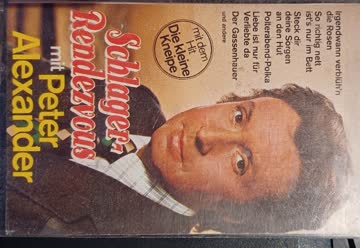 Schlager-
Rendezvous
mit Peter
Alexander
mit dem
Hit
Die kleine
Kneipe
Irgendwann verblüh'n
die Rosen
So richtig nett
ist's nur im Bett
Steck dir
deine Sorgen
an den Hut
Polterabend-Polka
Liebe ist nur für
Verliebte da
Der Gassenhauer
und andere